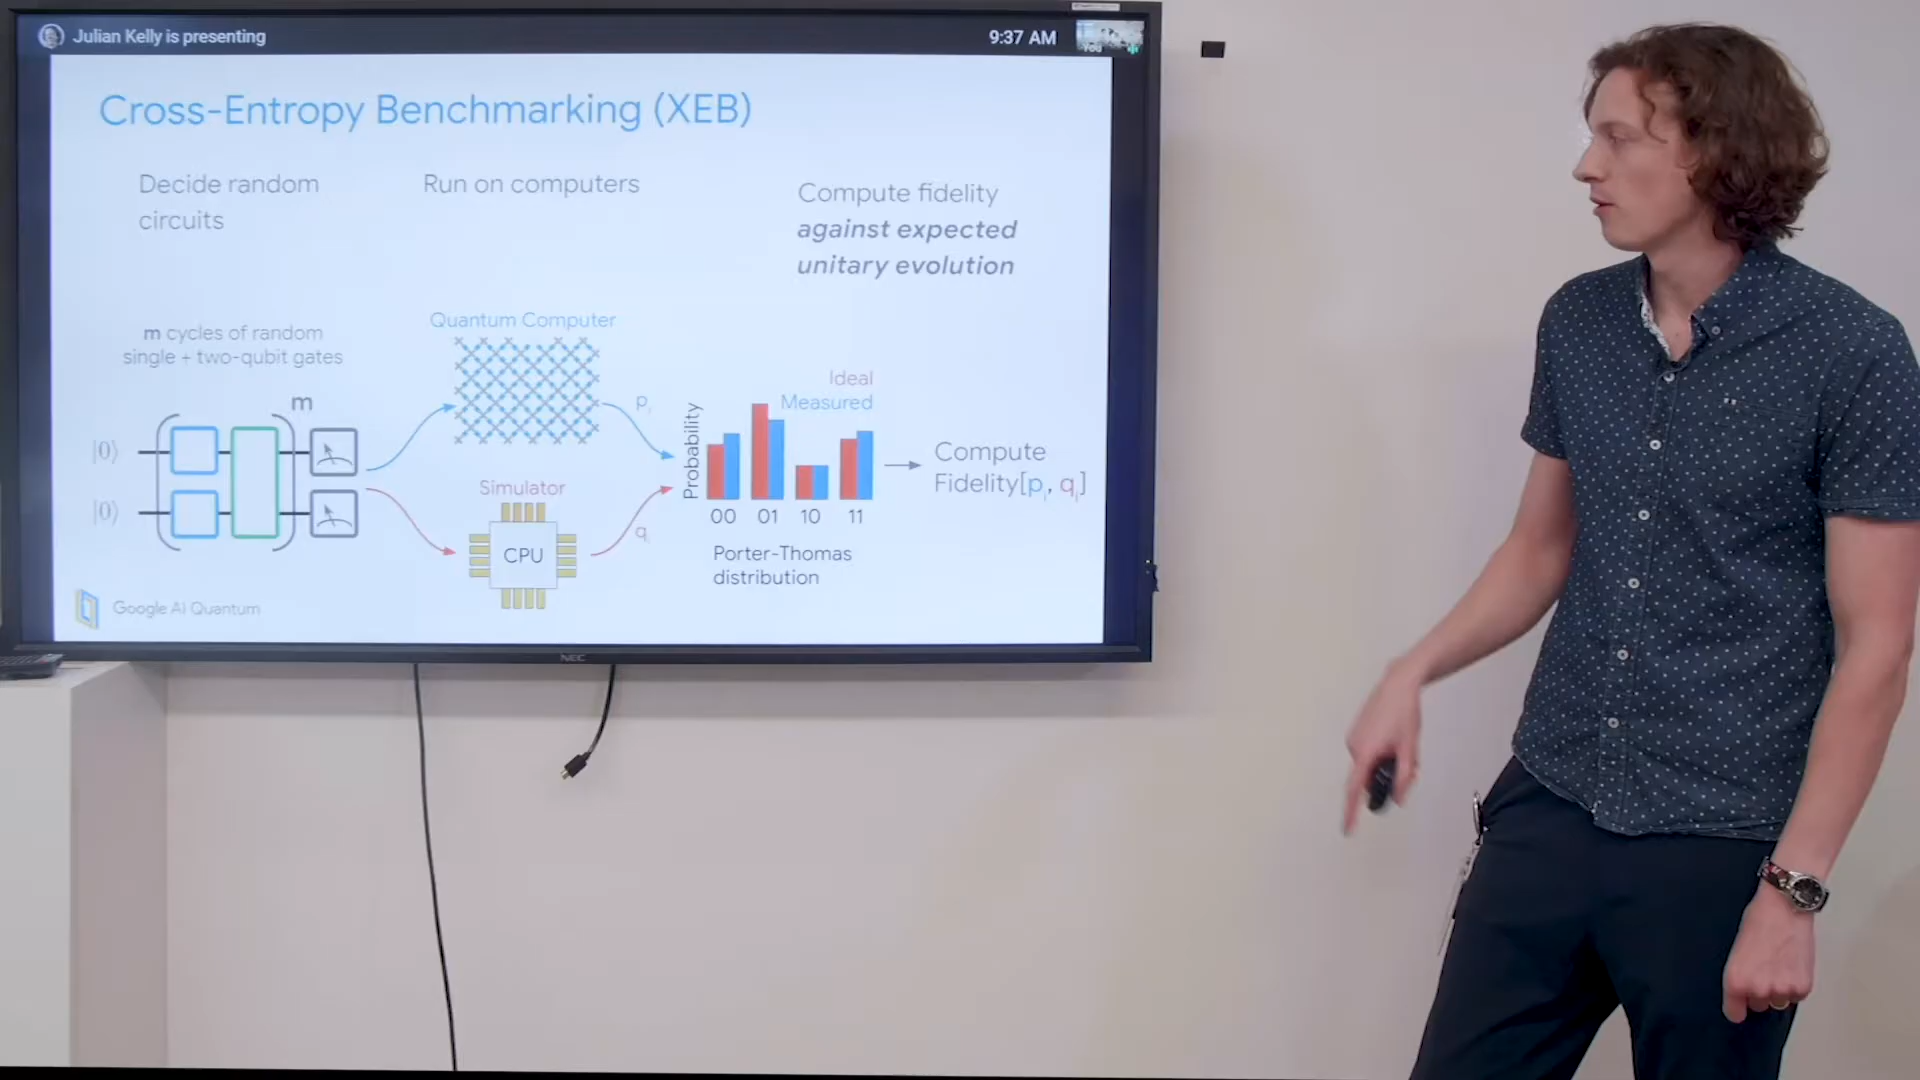 Julian Kelly is presenting
9:37 AM
You
Cross-Entropy Benchmarking (XEB)
Decide random
circuits
Run on computers
Compute fidelity
against expected
unitary evolution
m cycles of random
single + two-qubit gates
m
|0⟩
|0⟩
Quantum Computer
Simulator
CPU
pᵢ
qᵢ
Probability
Ideal
Measured
00 01 10 11
Porter-Thomas
distribution
Compute
Fidelity[pᵢ, qᵢ]
Google AI Quantum
NEC